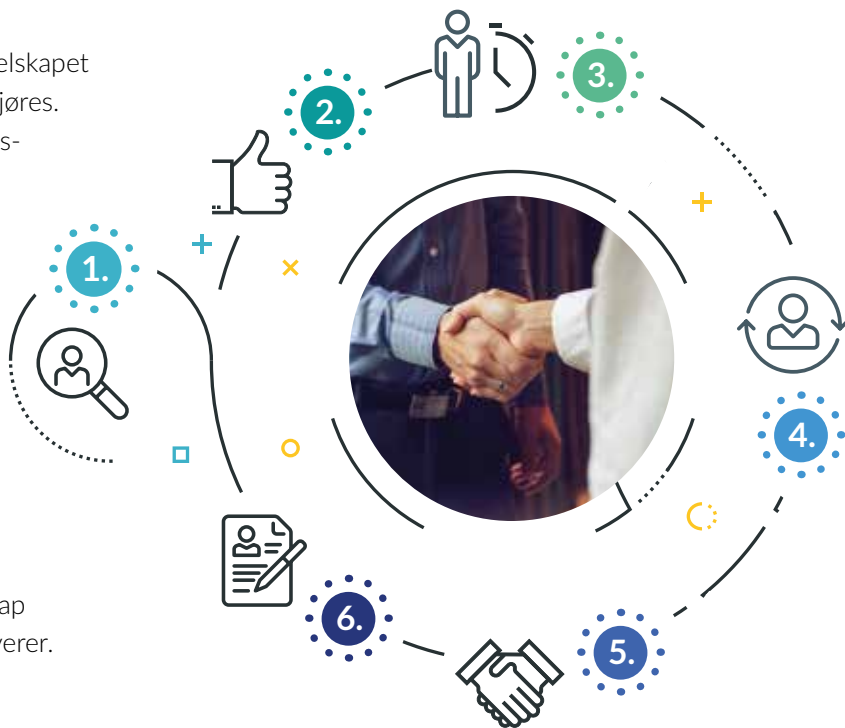 elskapet
jøres.
s-
1.
2.
3.
4.
5.
6.
ap
verer.